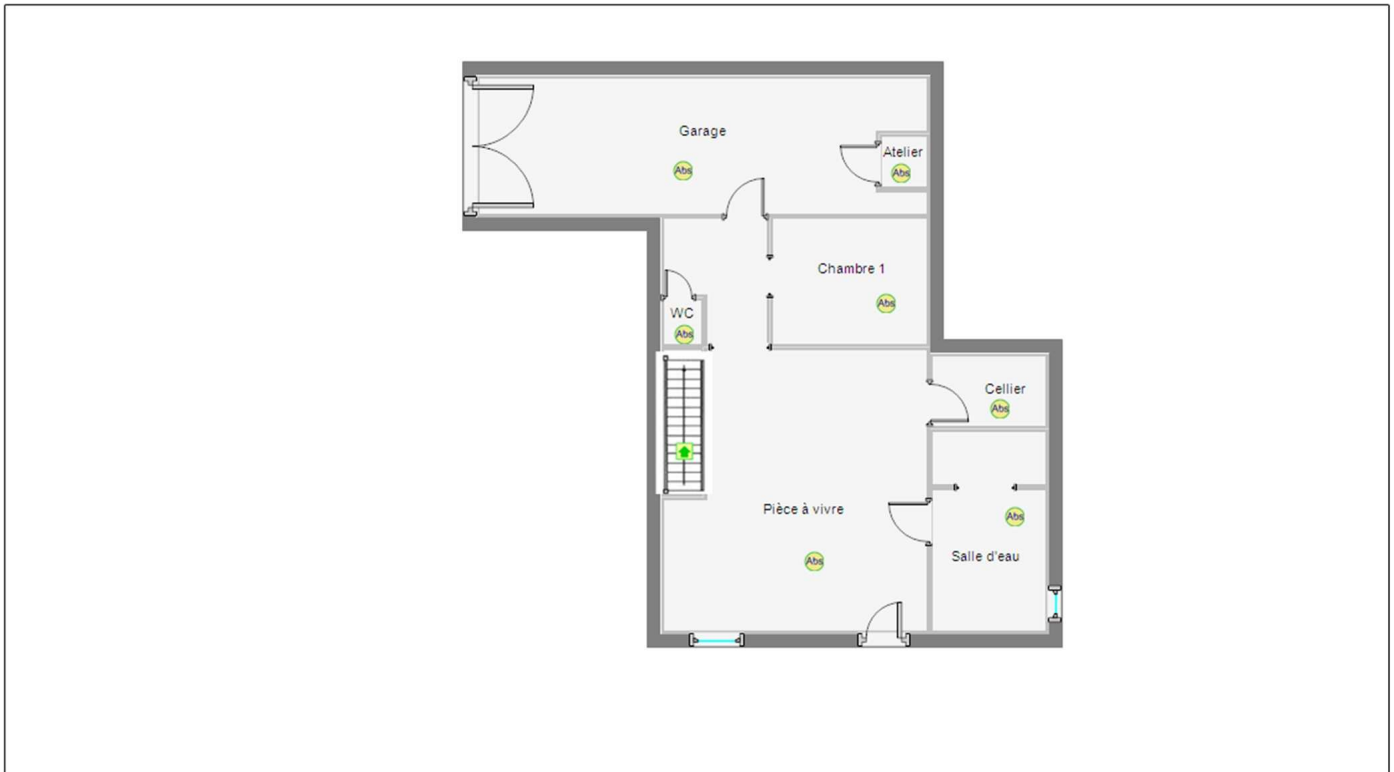 Garage
Abs
Atelier
Abs
Chambre 1
Abs
WC
Abs
Cellier
Abs
Pièce à vivre
Abs
Abs
Salle d'eau